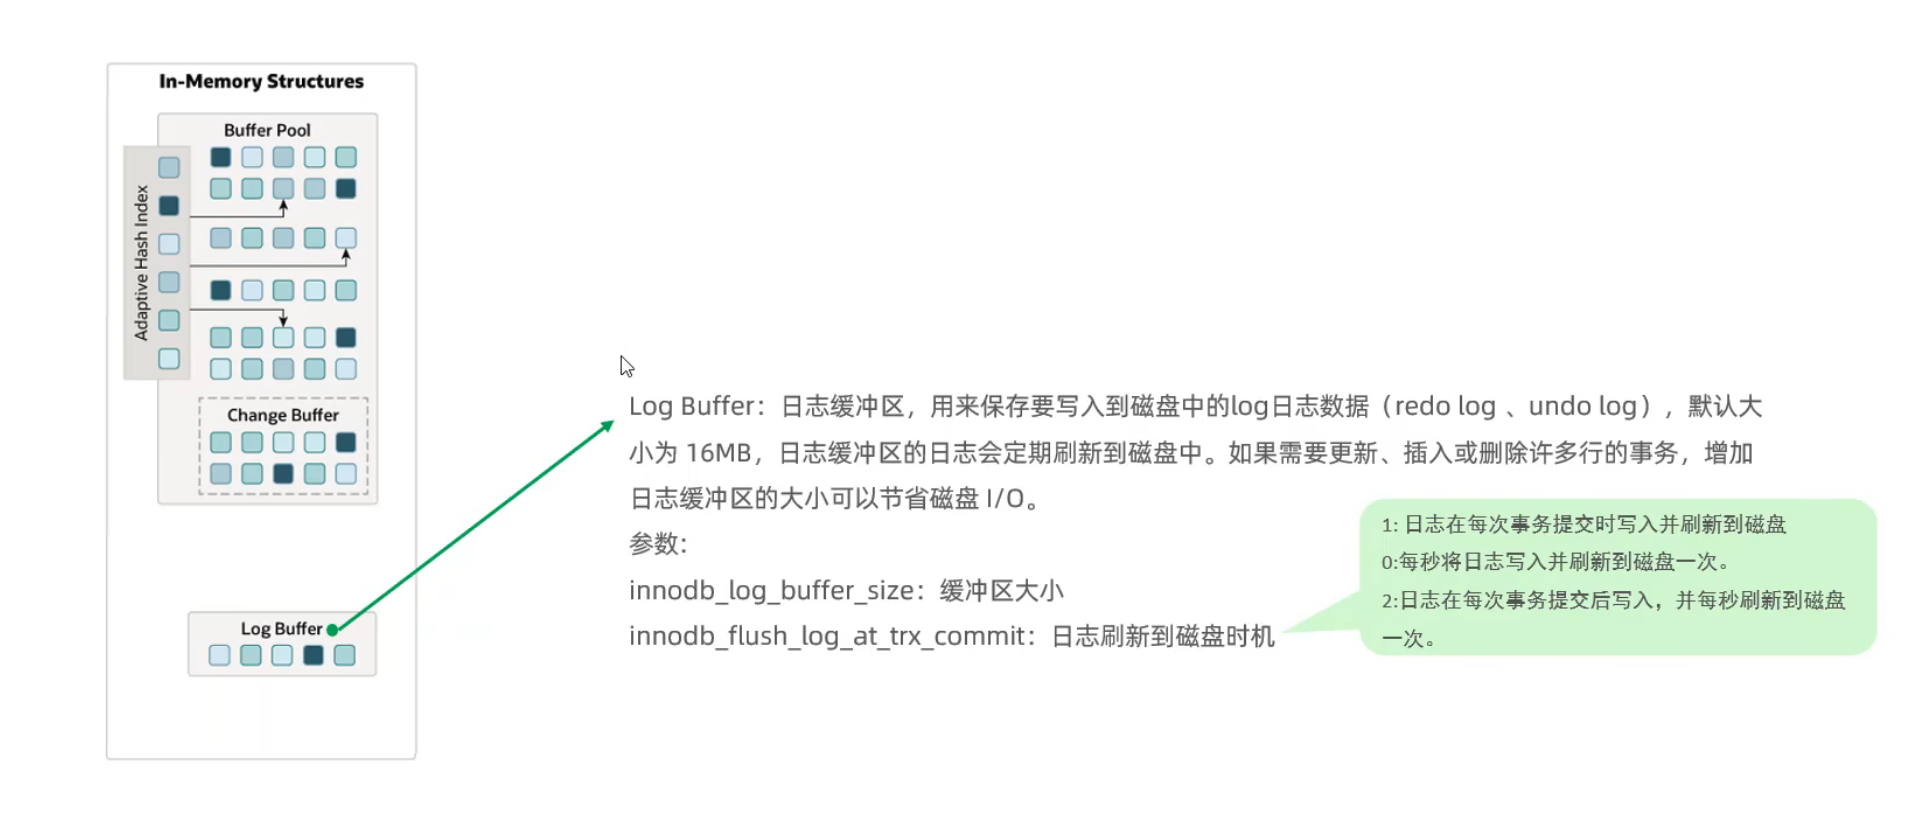 In-Memory Structures
Buffer Pool
Adaptive Hash Index
Change Buffer
Log Buffer
Log Buffer：日志缓冲区，用来保存要写入到磁盘中的log日志数据（redo log 、undo log），默认大
小为 16MB，日志缓冲区的日志会定期刷新到磁盘中。如果需要更新、插入或删除许多行的事务，增加
日志缓冲区的大小可以节省磁盘 I/O。
参数:
innodb_log_buffer_size：缓冲区大小
innodb_flush_log_at_trx_commit：日志刷新到磁盘时机
1: 日志在每次事务提交时写入并刷新到磁盘
0:每秒将日志写入并刷新到磁盘一次。
2:日志在每次事务提交后写入，并每秒刷新到磁盘
一次。